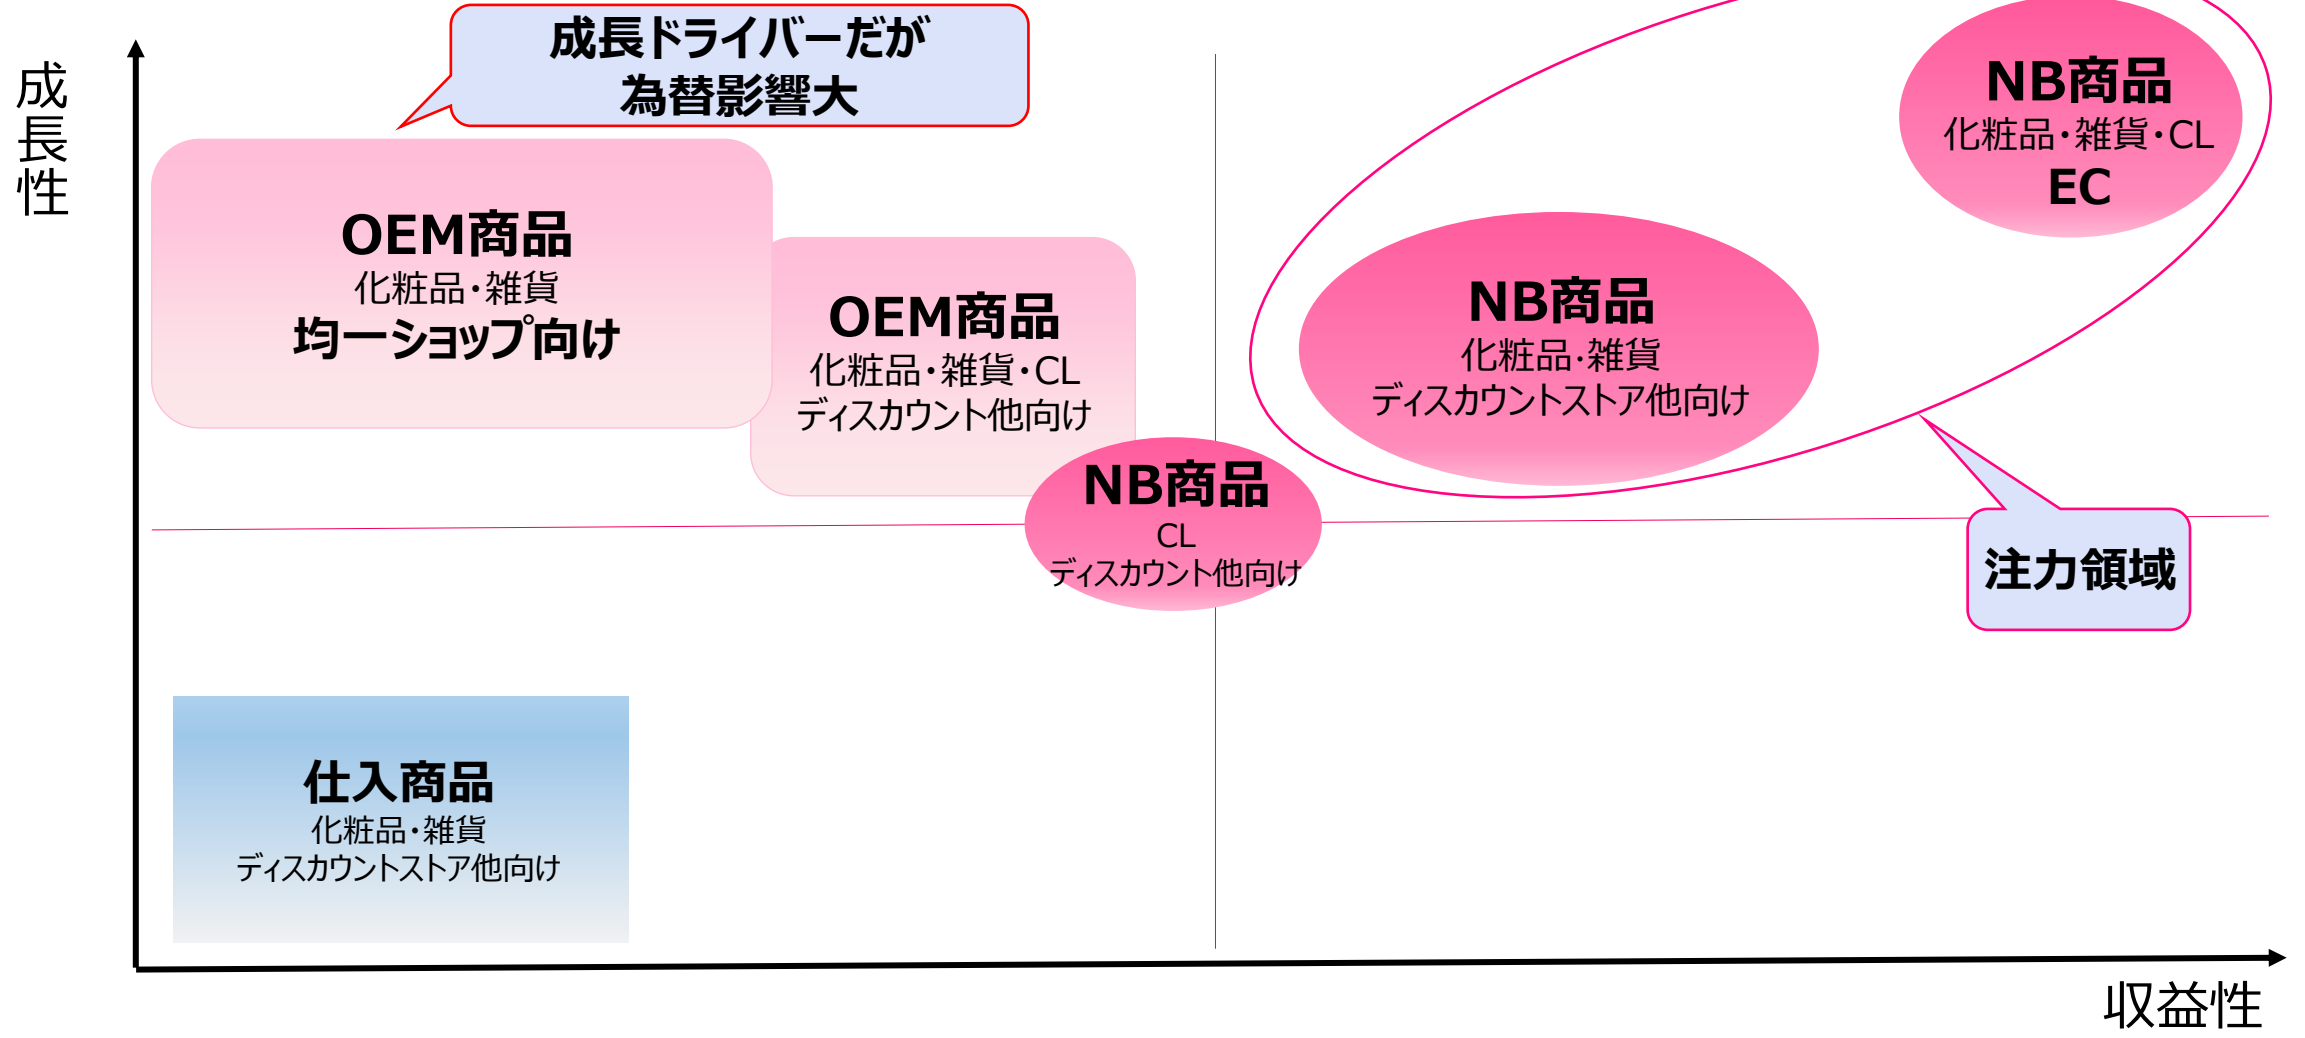 成長性
成長ドライバーだが
為替影響大
OEM商品
化粧品・雑貨
均一ショップ向け
OEM商品
化粧品・雑貨・CL
ディスカウント他向け
NB商品
化粧品・雑貨・CL
EC
NB商品
化粧品・雑貨
ディスカウントストア他向け
NB商品
CL
ディスカウント他向け
注力領域
仕入商品
化粧品・雑貨
ディスカウントストア他向け
収益性